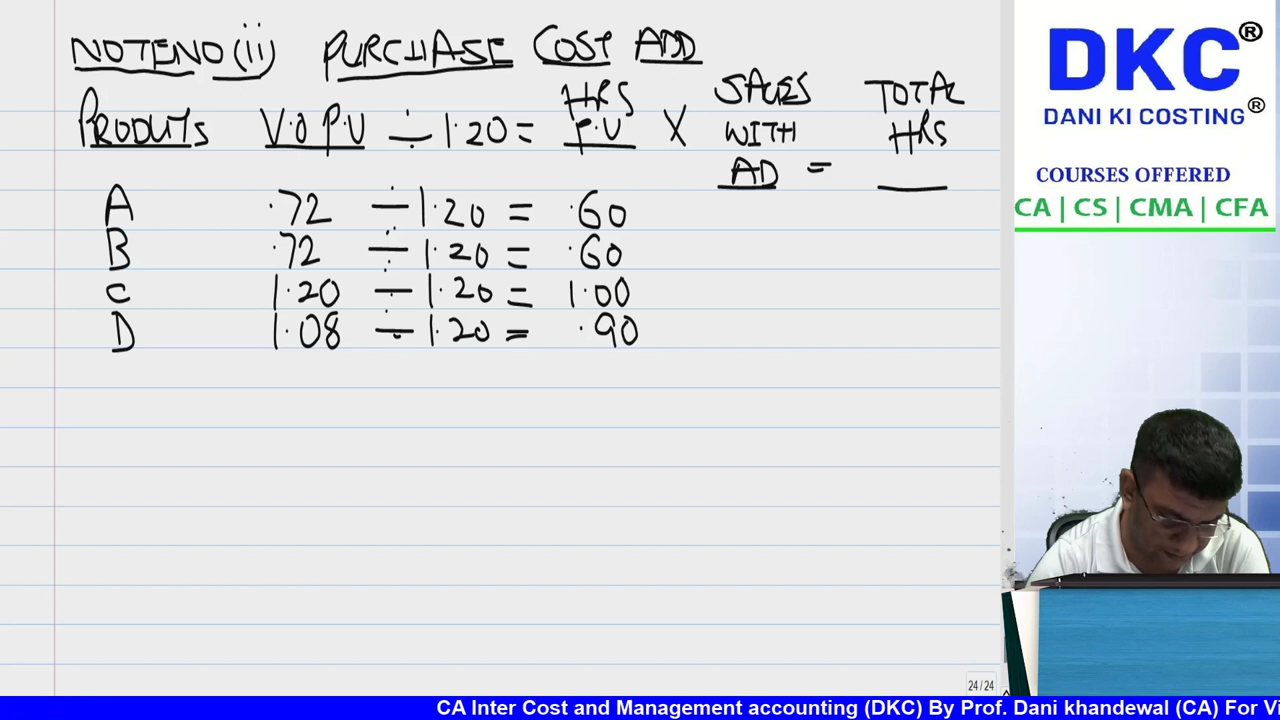 NOTE NO (ii) PURCHASE COST ADD
PRODUTS V.O P.U ÷ 1.20 = HRS P.U X SALES WITH AD = TOTAL HRS
A .72 ÷ 1.20 = .60
B .72 ÷ 1.20 = .60
C 1.20 ÷ 1.20 = 1.00
D 1.08 ÷ 1.20 = .90
24/24
DKC®
DANI KI COSTING®
COURSES OFFERED
CA | CS | CMA | CFA
CA Inter Cost and Management accounting (DKC) By Prof. Dani khandewal (CA) For Vi